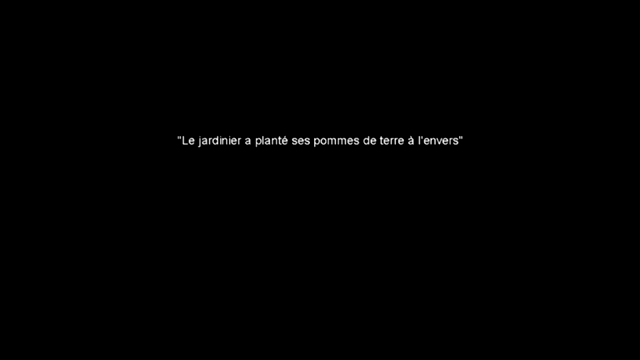 "Le jardinier a planté ses pommes de terre à l'envers"